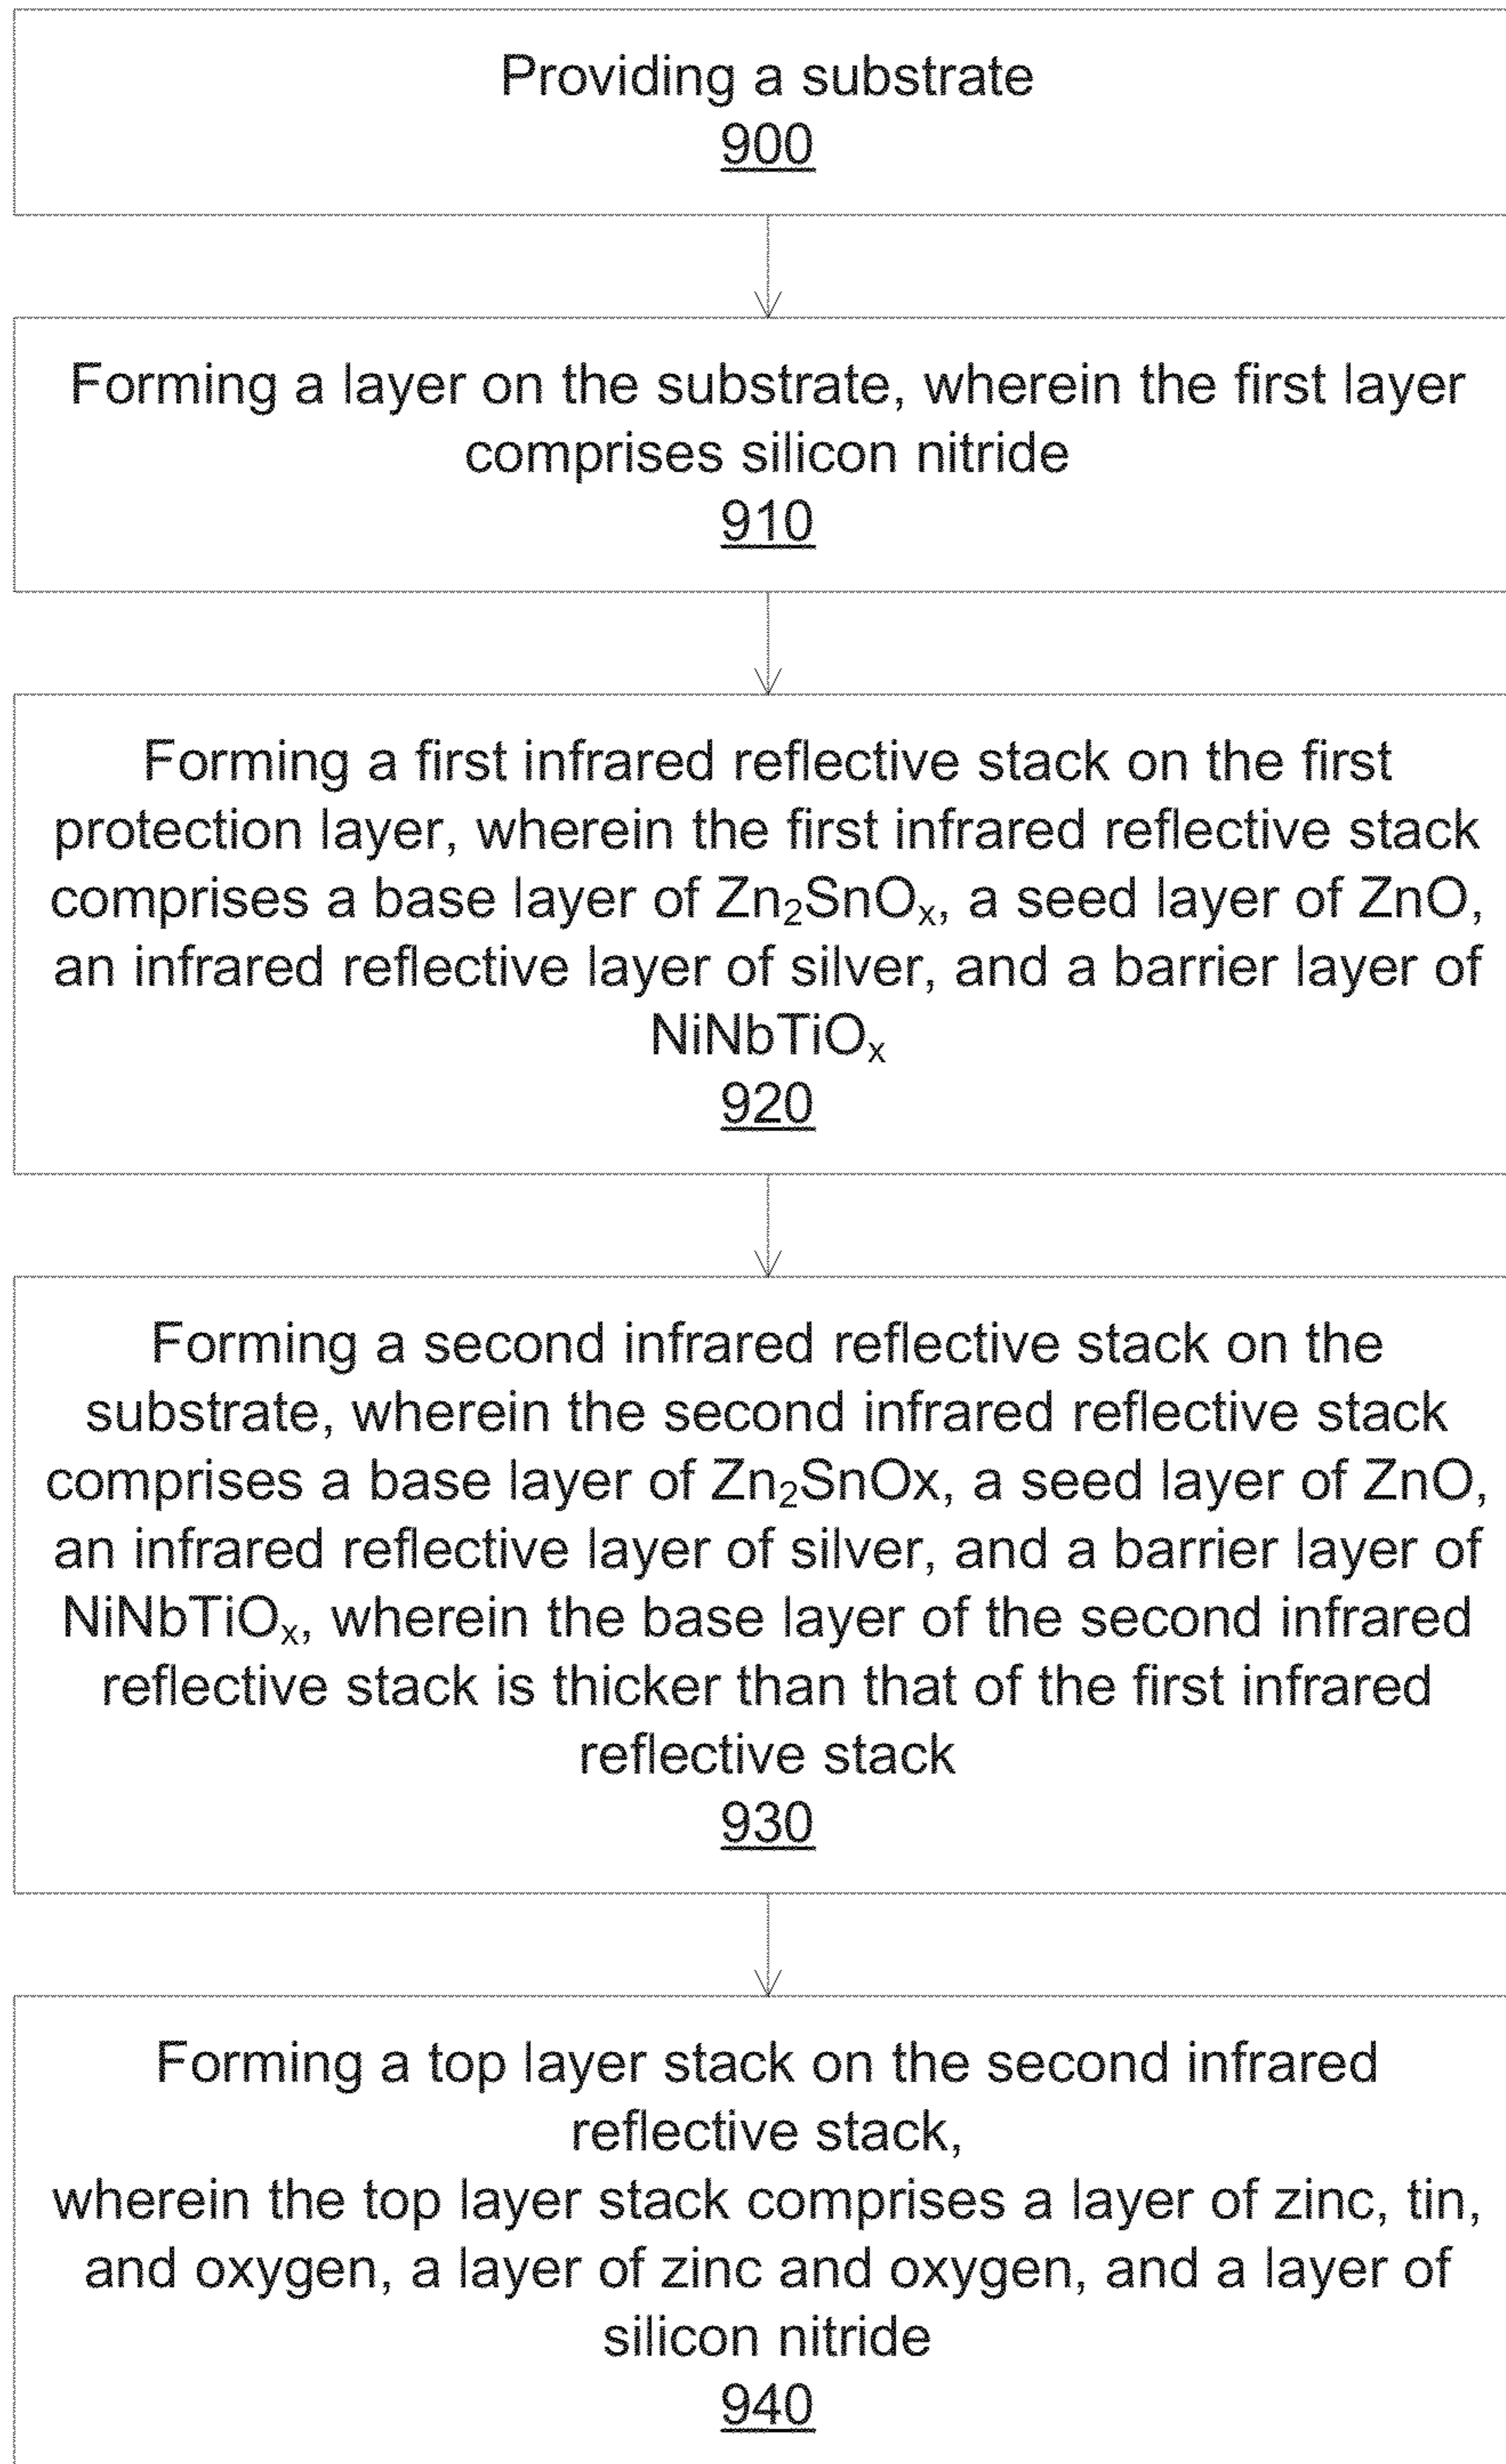 Providing a substrate
900
Forming a layer on the substrate, wherein the first layer
comprises silicon nitride
910
Forming a first infrared reflective stack on the first
protection layer, wherein the first infrared reflective stack
comprises a base layer of Zn₂SnOₓ, a seed layer of ZnO,
an infrared reflective layer of silver, and a barrier layer of
NiNbTiOₓ
920
Forming a second infrared reflective stack on the
substrate, wherein the second infrared reflective stack
comprises a base layer of Zn₂SnOx, a seed layer of ZnO,
an infrared reflective layer of silver, and a barrier layer of
NiNbTiOₓ, wherein the base layer of the second infrared
reflective stack is thicker than that of the first infrared
reflective stack
930
Forming a top layer stack on the second infrared
reflective stack,
wherein the top layer stack comprises a layer of zinc, tin,
and oxygen, a layer of zinc and oxygen, and a layer of
silicon nitride
940